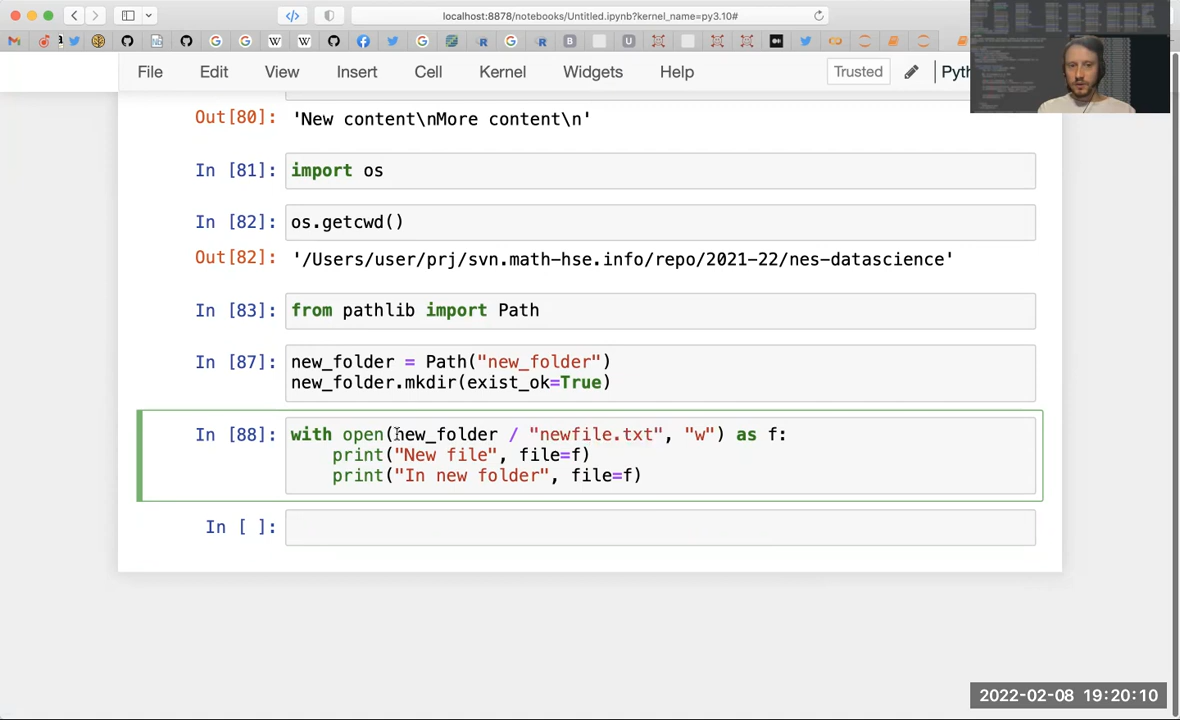 localhost:8878/notebooks/Untitled.ipynb?kernel_name=py3.10#
File Edit View Insert Cell Kernel Widgets Help Trusted Pyth
Out[80]: 'New content\nMore content\n'
In [81]: import os
In [82]: os.getcwd()
Out[82]: '/Users/user/prj/svn.math-hse.info/repo/2021-22/nes-datascience'
In [83]: from pathlib import Path
In [87]: new_folder = Path("new_folder")
new_folder.mkdir(exist_ok=True)
In [88]: with open(new_folder / "newfile.txt", "w") as f:
print("New file", file=f)
print("In new folder", file=f)
In [ ]:
2022-02-08 19:20:10